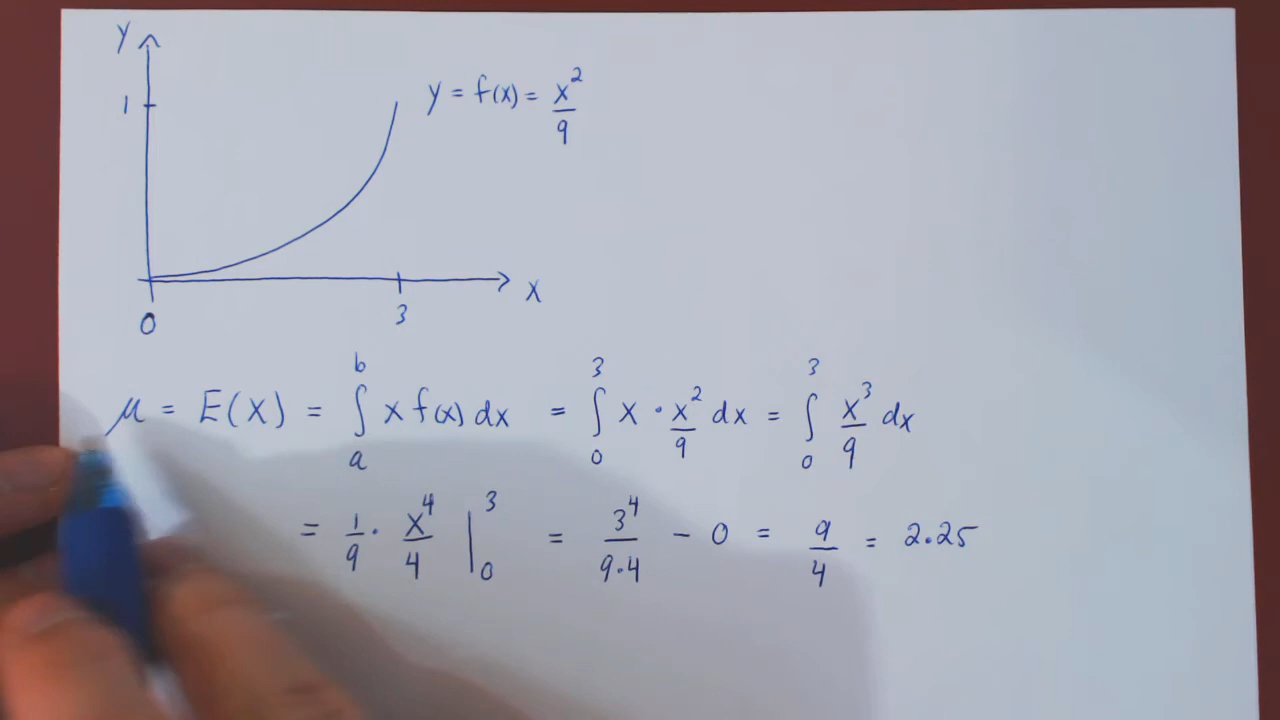 y
1
y = f(x) = x²/9
x
0
3
μ = E(X) = ∫ₐᵇ x f(x) dx = ∫₀³ x · x²/9 dx = ∫₀³ x³/9 dx
= 1/9 · x⁴/4 |₀³ = 3⁴/(9·4) - 0 = 9/4 = 2.25